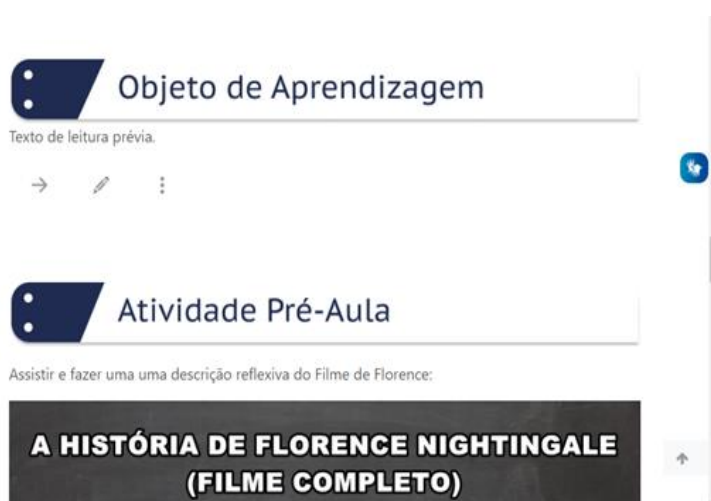 Objeto de Aprendizagem
Texto de leitura prévia.
Atividade Pré-Aula
Assistir e fazer uma uma descrição reflexiva do Filme de Florence:
A HISTÓRIA DE FLORENCE NIGHTINGALE
(FILME COMPLETO)